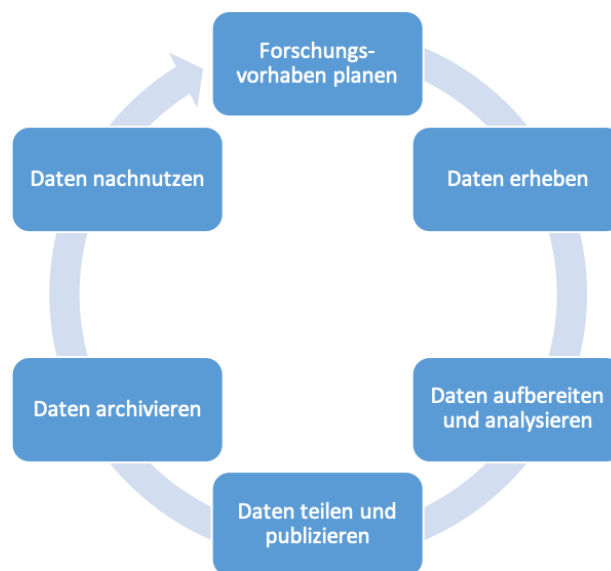 Forschungs-
vorhaben planen
Daten erheben
Daten aufbereiten
und analysieren
Daten teilen und
publizieren
Daten archivieren
Daten nachnutzen